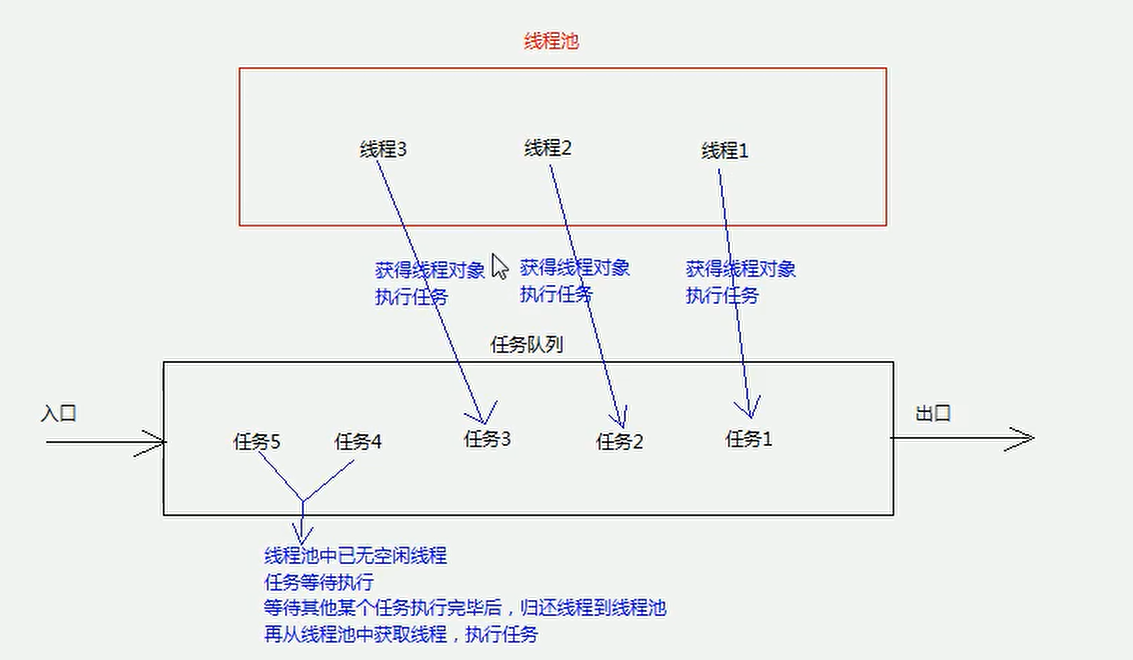 线程池
线程3
线程2
线程1
获得线程对象
执行任务
获得线程对象
执行任务
获得线程对象
执行任务
任务队列
入口
出口
任务5
任务4
任务3
任务2
任务1
线程池中已无空闲线程
任务等待执行
等待其他某个任务执行完毕后，归还线程到线程池
再从线程池中获取线程，执行任务